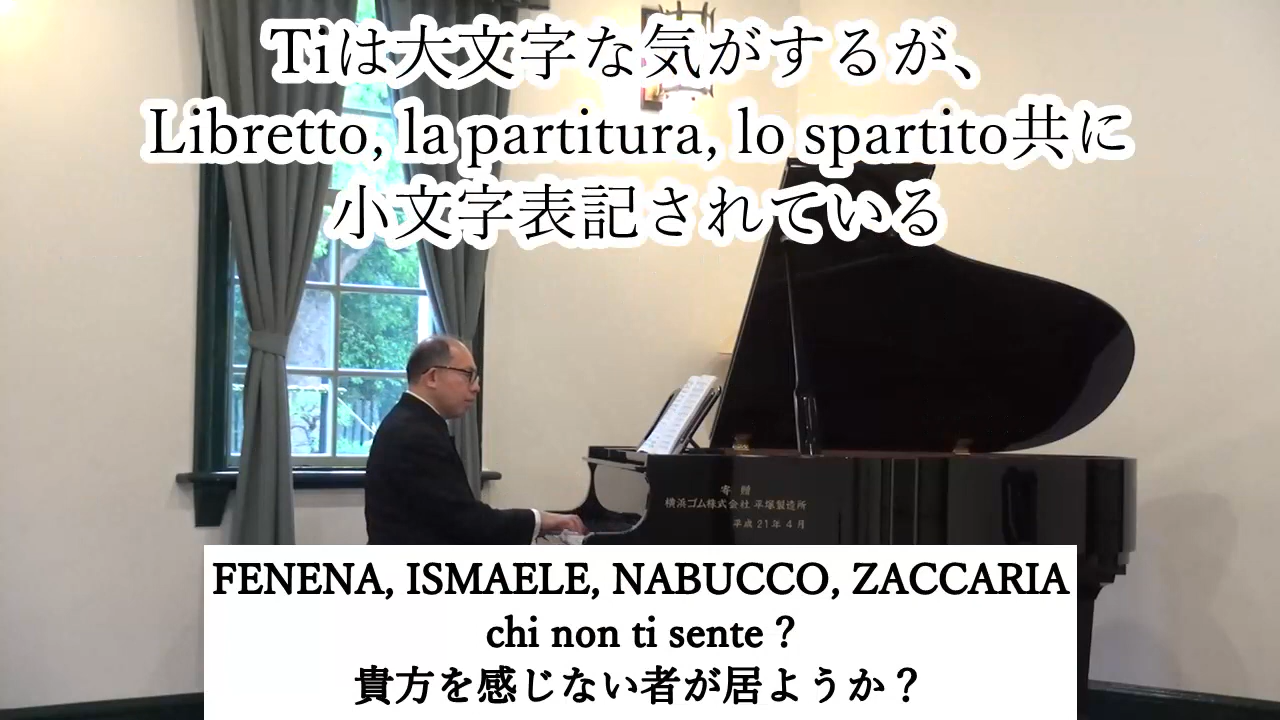 Tiは大文字な気がするが、
Libretto, la partitura, lo spartito共に
小文字表記されている
寄贈
横浜ゴム株式会社 平塚製造所
平成21年4月
FENENA, ISMAELE, NABUCCO, ZACCARIA
chi non ti sente ?
貴方を感じない者が居ようか？